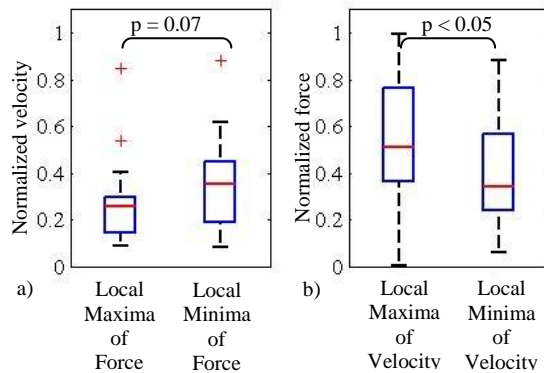 p = 0.07
Normalized velocity
1
0.8
0.6
0.4
0.2
0
a)
Local
Maxima
of
Force
Local
Minima
of
Force
p < 0.05
Normalized force
1
0.8
0.6
0.4
0.2
0
b)
Local
Maxima
of
Velocity
Local
Minima
of
Velocity